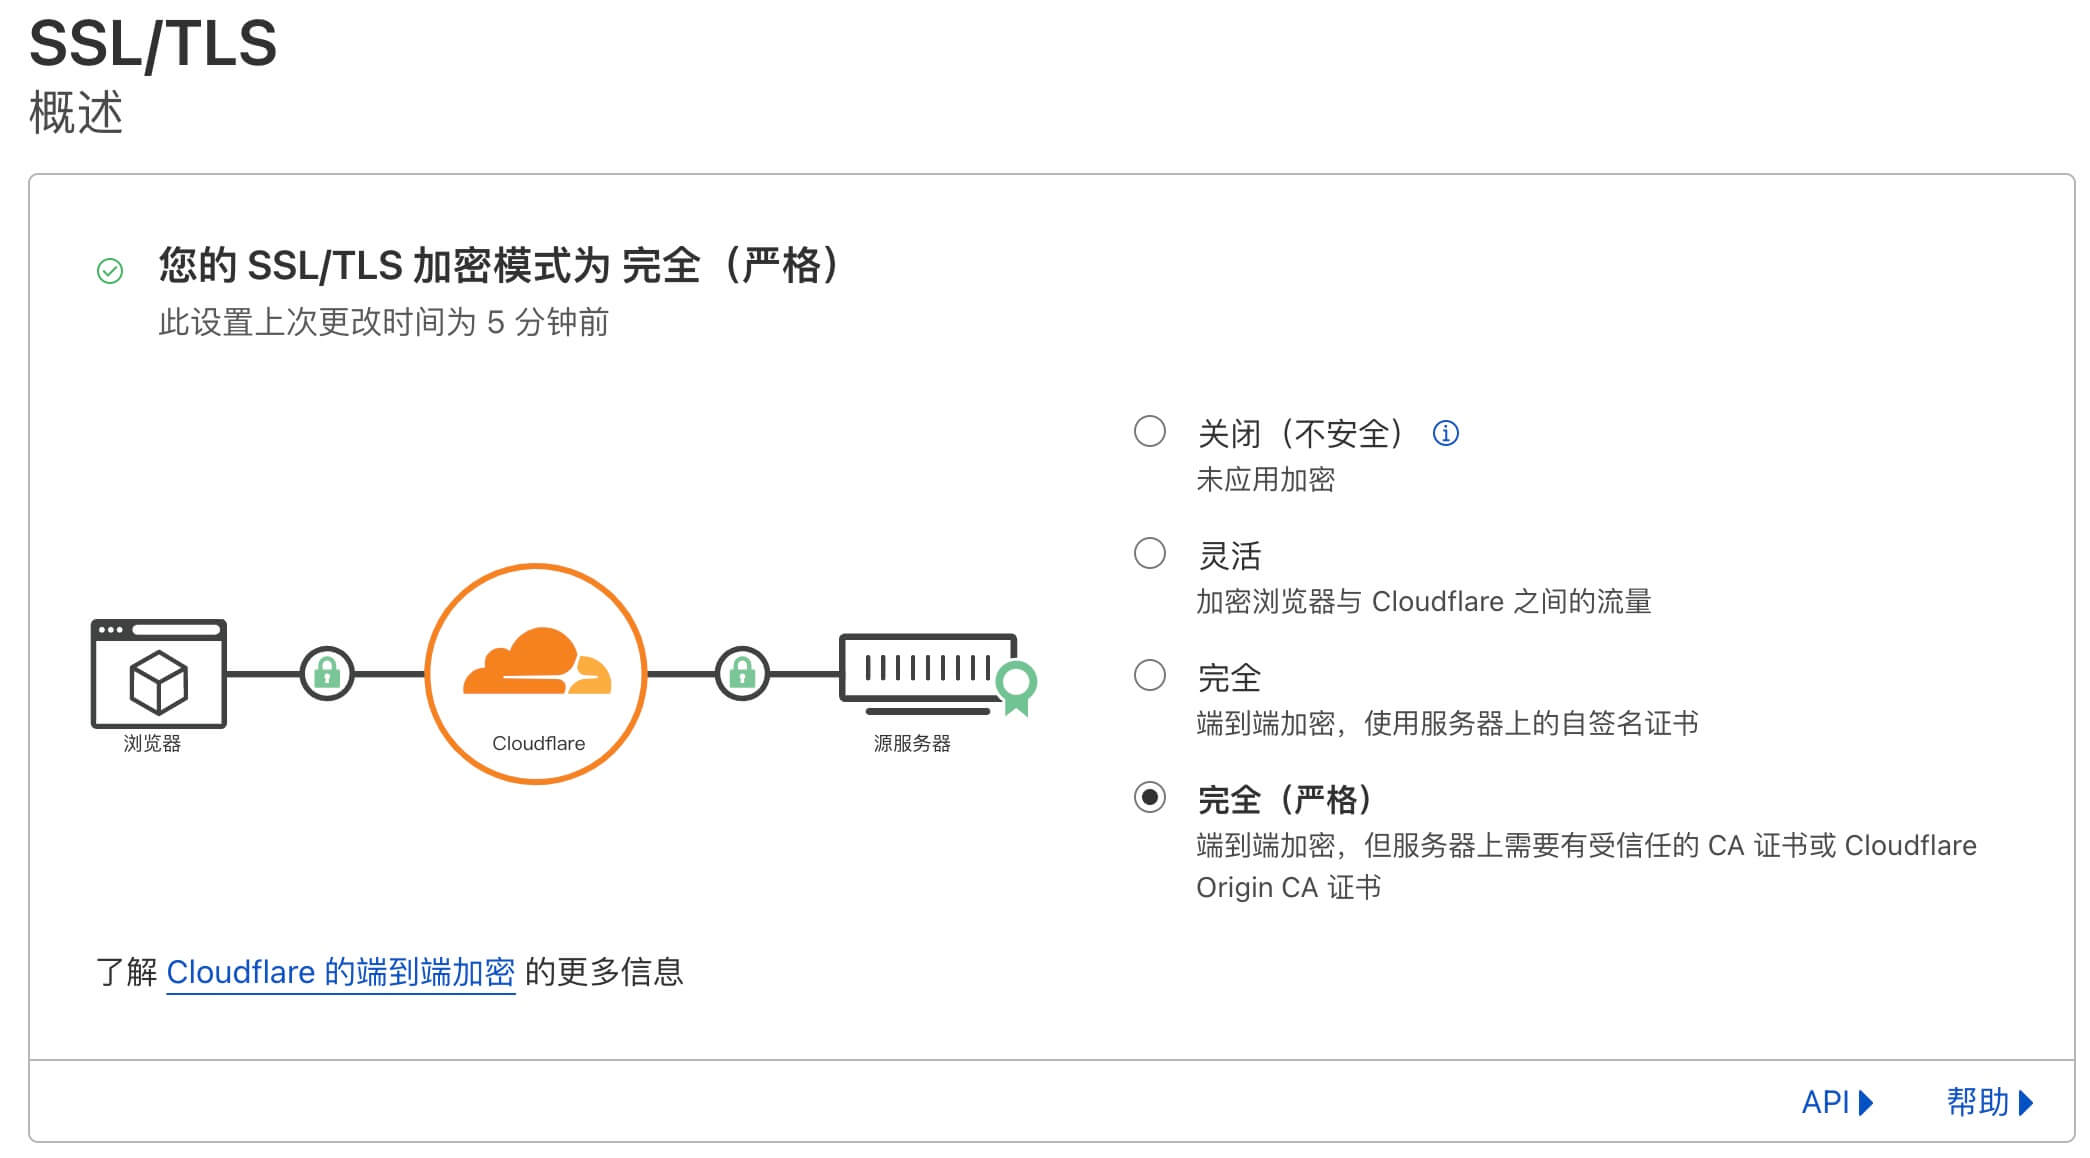 SSL/TLS
概述
您的 SSL/TLS 加密模式为 完全（严格）
此设置上次更改时间为 5 分钟前
关闭（不安全）
未应用加密
灵活
加密浏览器与 Cloudflare 之间的流量
完全
端到端加密，使用服务器上的自签名证书
完全（严格）
端到端加密，但服务器上需要有受信任的 CA 证书或 Cloudflare
Origin CA 证书
浏览器
Cloudflare
源服务器
了解 Cloudflare 的端到端加密 的更多信息
API
帮助